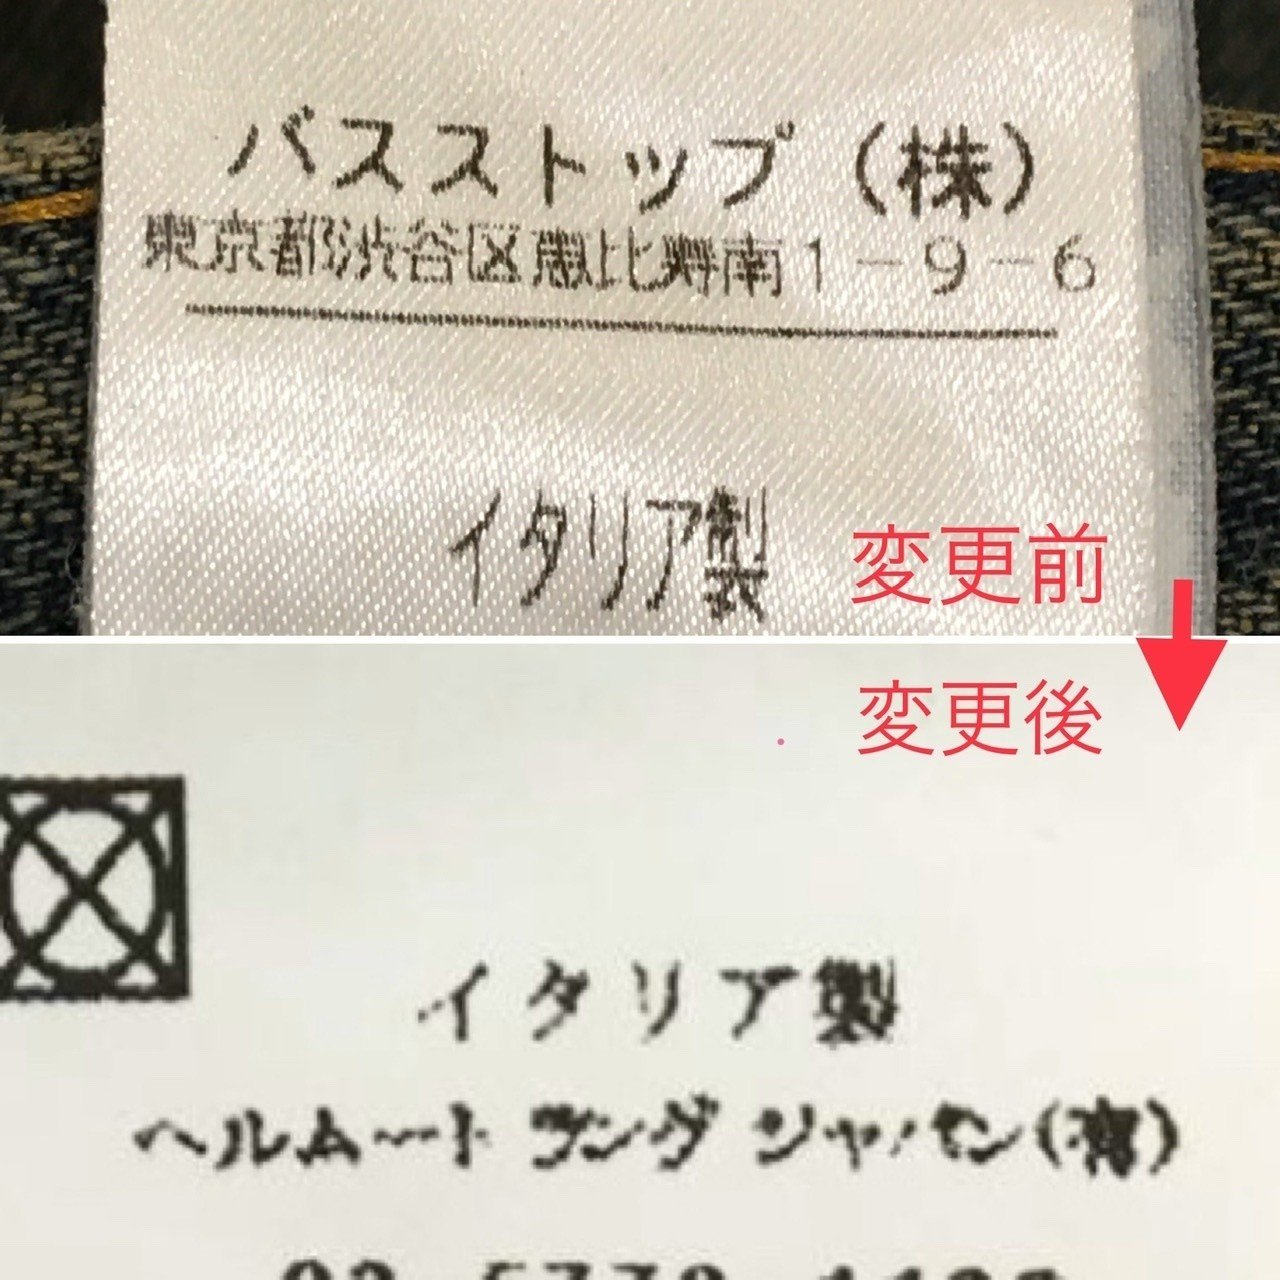 バスストップ（株）
東京都渋谷区恵比寿南1－9－6
イタリア製
変更前
変更後
イタリア製
ヘルムート ラング ジャパン(有)